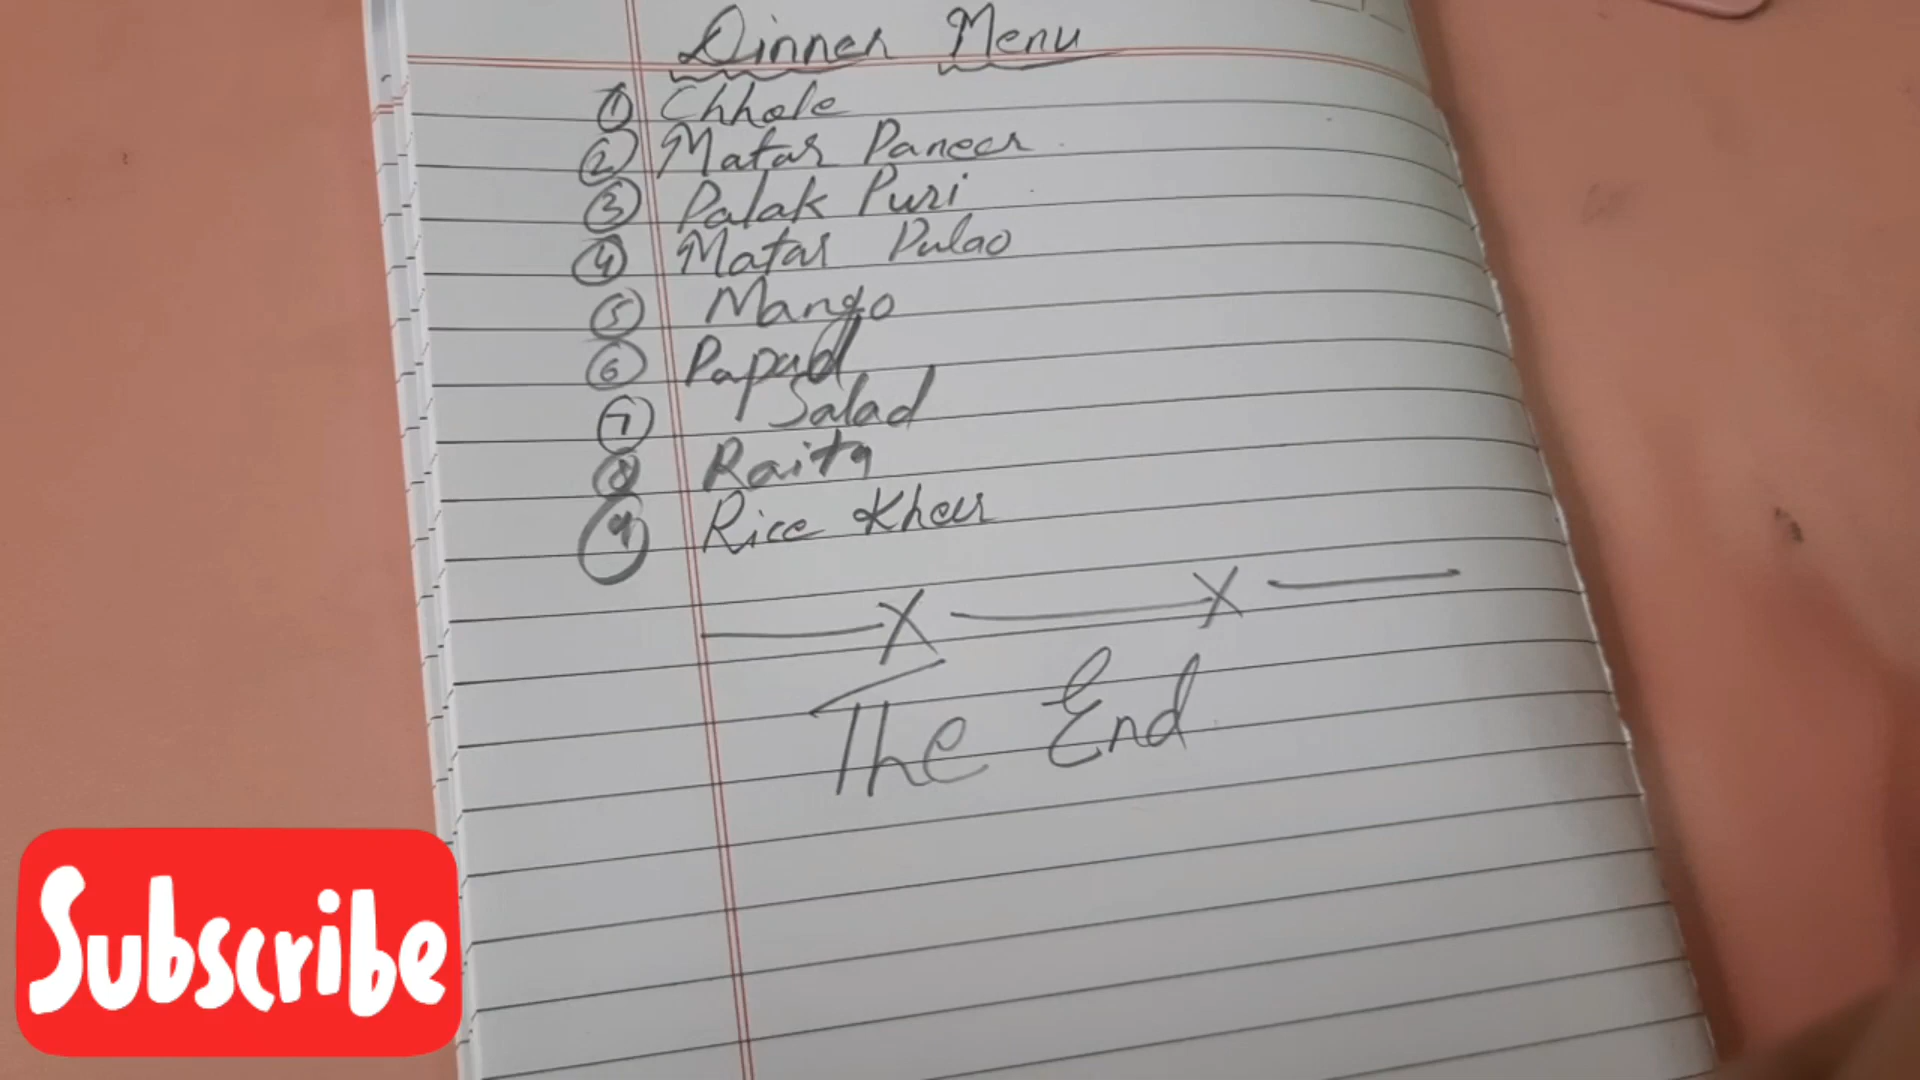 Dinner Menu
① Chhole
② Matar Paneer
③ Palak Puri
④ Matar Pulao
⑤ Mango
⑥ Papad
⑦ Salad
⑧ Raita
⑨ Rice Kheer
X X
The End
Subscribe